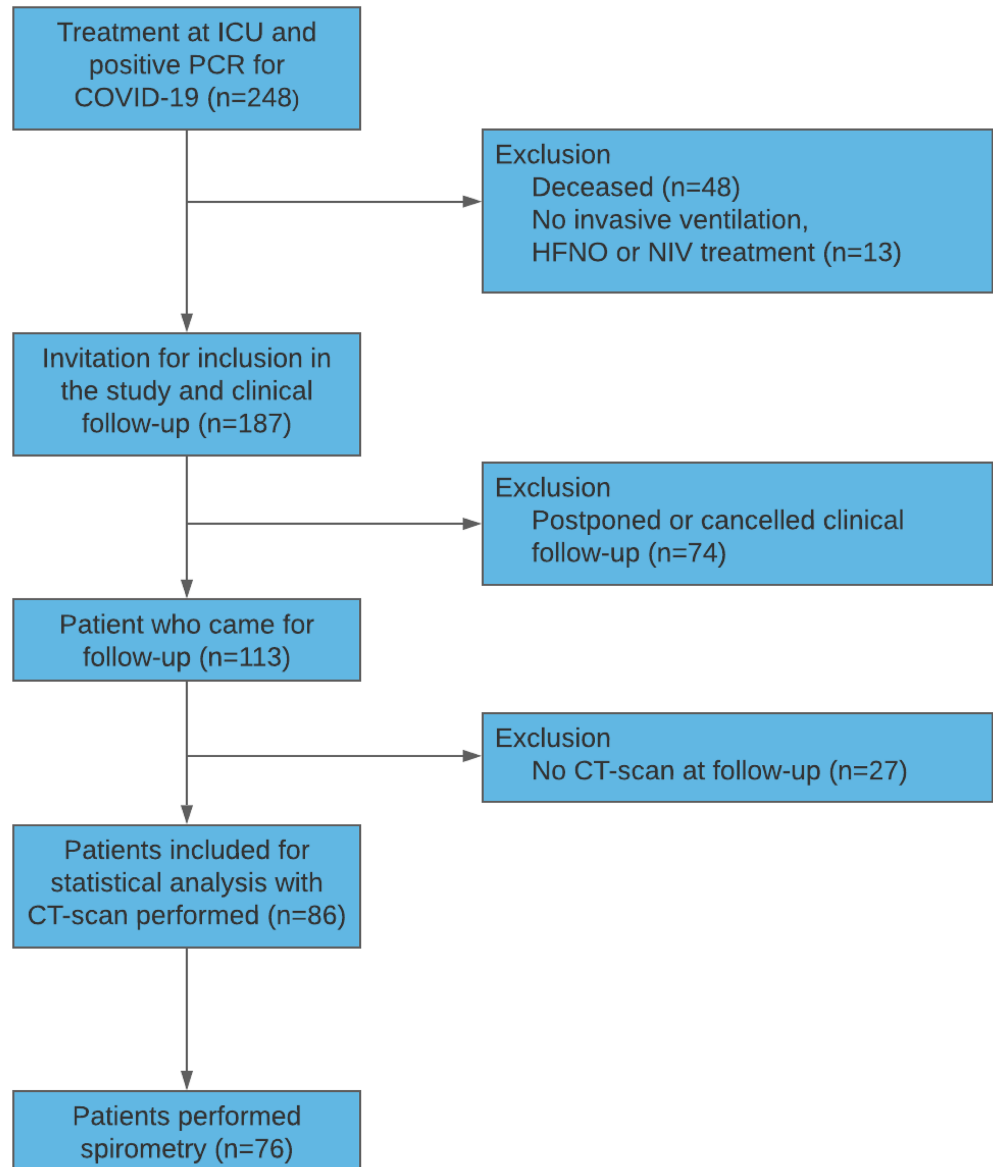 Treatment at ICU and
positive PCR for
COVID-19 (n=248)
Exclusion
Deceased (n=48)
No invasive ventilation,
HFNO or NIV treatment (n=13)
Invitation for inclusion in
the study and clinical
follow-up (n=187)
Exclusion
Postponed or cancelled clinical
follow-up (n=74)
Patient who came for
follow-up (n=113)
Exclusion
No CT-scan at follow-up (n=27)
Patients included for
statistical analysis with
CT-scan performed (n=86)
Patients performed
spirometry (n=76)